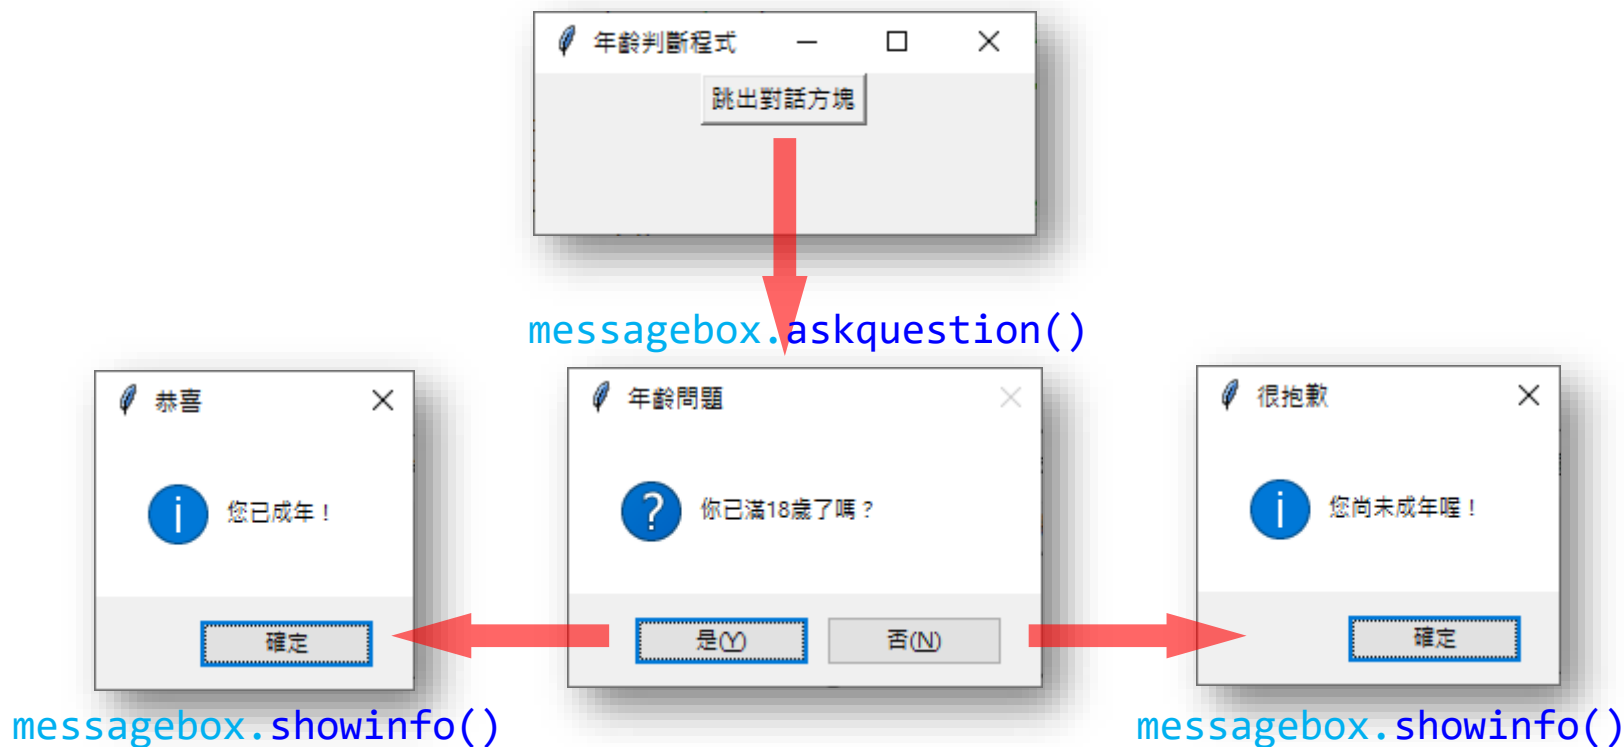 年齡判斷程式
跳出對話方塊
messagebox.askquestion()
恭喜
您已成年！
確定
messagebox.showinfo()
年齡問題
你已滿18歲了嗎？
是(Y) 否(N)
很抱歉
您尚未成年喔！
確定
messagebox.showinfo()